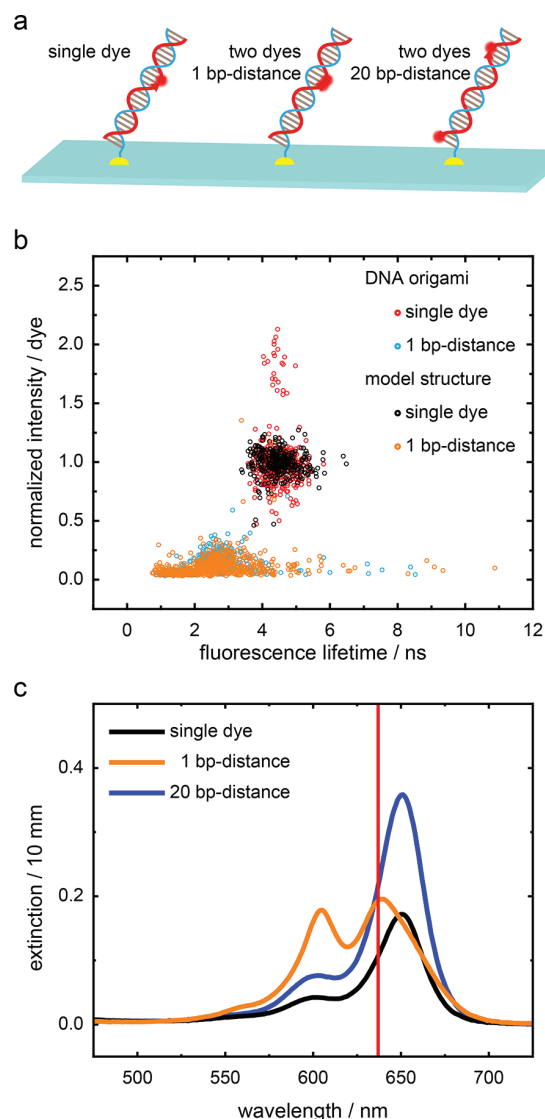 a
single dye
two dyes
1 bp-distance
two dyes
20 bp-distance
b
normalized intensity / dye
2.5
2.0
1.5
1.0
0.5
0.0
DNA origami
single dye
1 bp-distance
model structure
single dye
1 bp-distance
0 2 4 6 8 10 12
fluorescence lifetime / ns
c
extinction / 10 mm
0.4
0.2
0.0
single dye
1 bp-distance
20 bp-distance
500 550 600 650 700
wavelength / nm